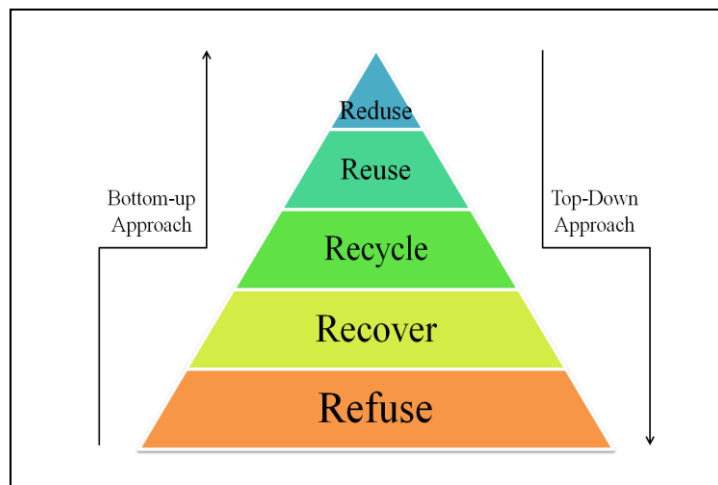 Reduse
Reuse
Bottom-up
Approach
Top-Down
Approach
Recycle
Recover
Refuse